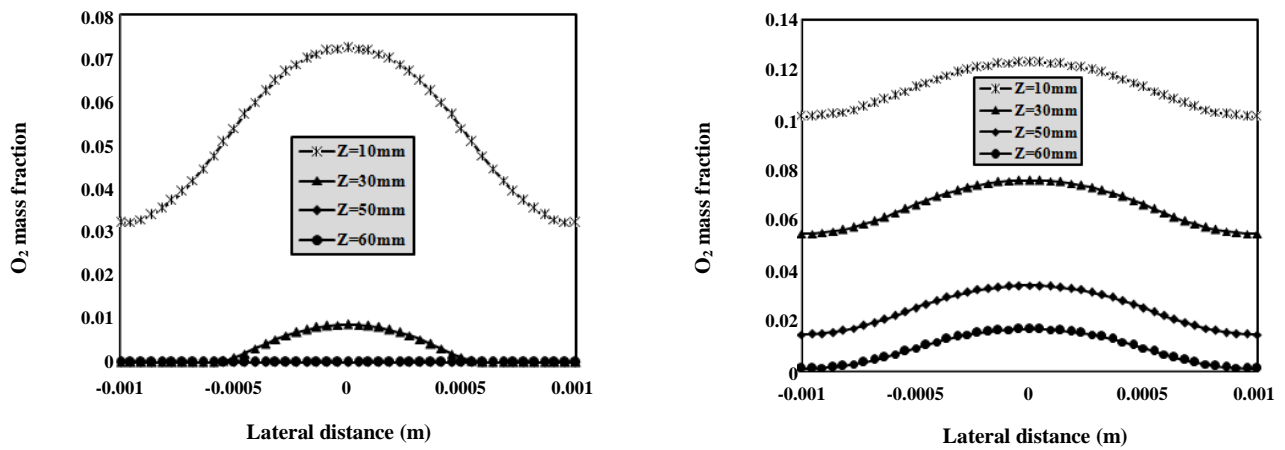 0.08
0.07
0.06
0.05
0.04
0.03
0.02
0.01
0
O2 mass fraction
Z=10mm
Z=30mm
Z=50mm
Z=60mm
-0.001 -0.0005 0 0.0005 0.001
Lateral distance (m)
0.14
0.12
0.1
0.08
0.06
0.04
0.02
0
O2 mass fraction
Z=10mm
Z=30mm
Z=50mm
Z=60mm
-0.001 -0.0005 0 0.0005 0.001
Lateral distance (m)